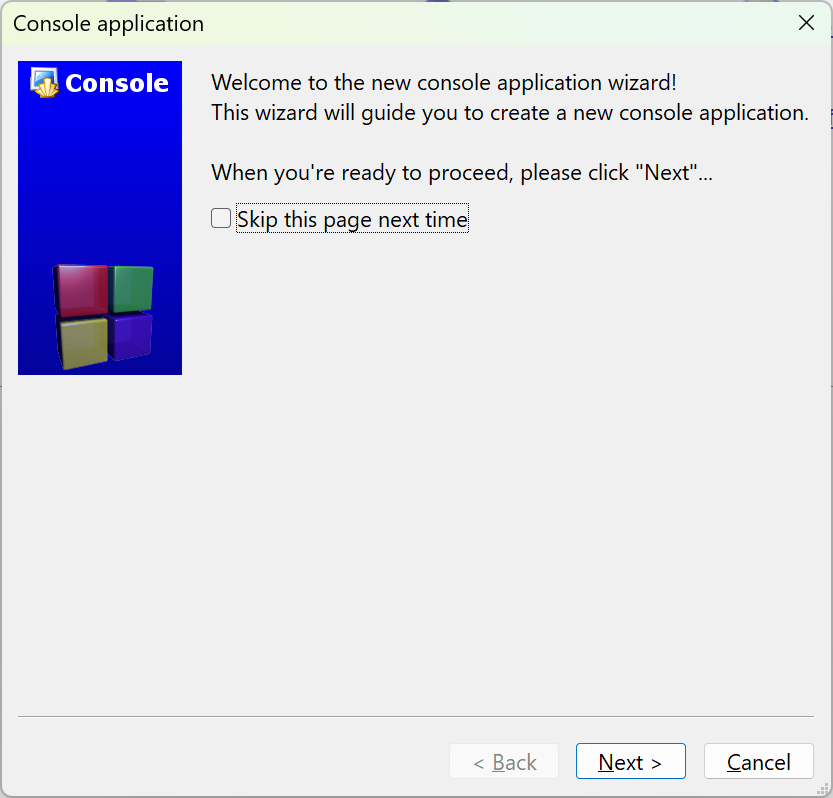 Console application
Console
Welcome to the new console application wizard!
This wizard will guide you to create a new console application.
When you're ready to proceed, please click "Next"...
Skip this page next time
< Back
Next >
Cancel